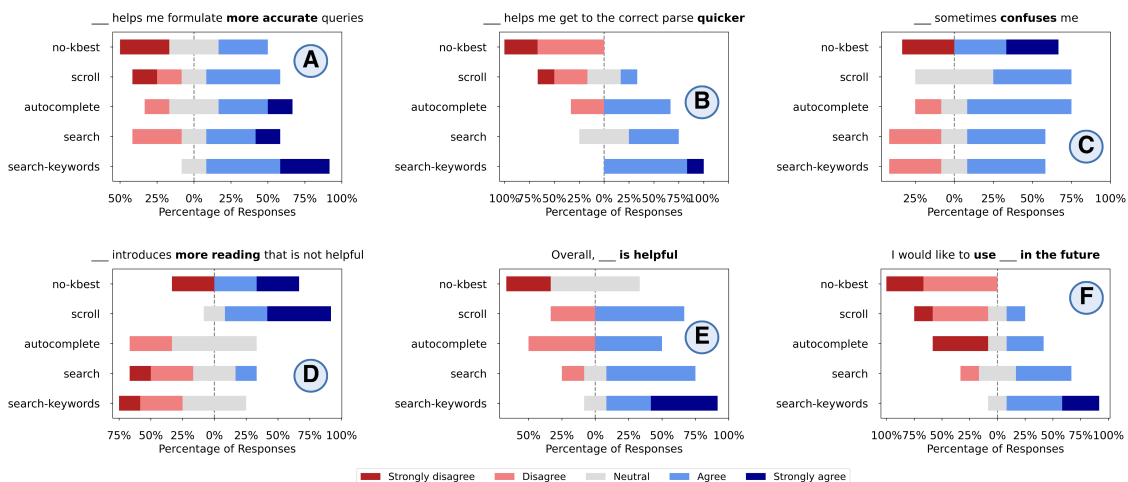 ___ helps me formulate more accurate queries
no-kbest
scroll
autocomplete
search
search-keywords
A
50% 25% 0% 25% 50% 75% 100%
Percentage of Responses
___ helps me get to the correct parse quicker
no-kbest
scroll
autocomplete
search
search-keywords
B
100%75%50%25% 0% 25%50%75%100%
Percentage of Responses
___ sometimes confuses me
no-kbest
scroll
autocomplete
search
search-keywords
C
25% 0% 25% 50% 75% 100%
Percentage of Responses
___ introduces more reading that is not helpful
no-kbest
scroll
autocomplete
search
search-keywords
D
75% 50% 25% 0% 25% 50% 75% 100%
Percentage of Responses
Overall, ___ is helpful
no-kbest
scroll
autocomplete
search
search-keywords
E
50% 25% 0% 25% 50% 75% 100%
Percentage of Responses
I would like to use ___ in the future
no-kbest
scroll
autocomplete
search
search-keywords
F
100%75% 50% 25% 0% 25% 50% 75% 100%
Percentage of Responses
Strongly disagree Disagree Neutral Agree Strongly agree